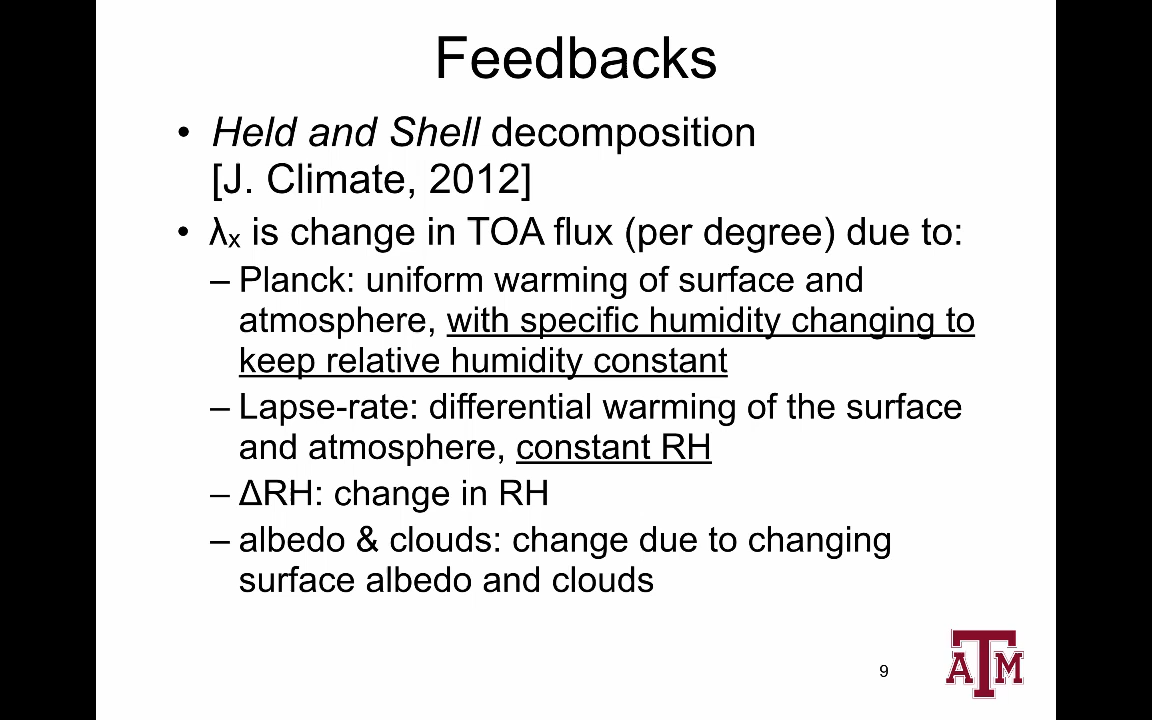 Feedbacks
• Held and Shell decomposition
[J. Climate, 2012]
• λx is change in TOA flux (per degree) due to:
– Planck: uniform warming of surface and
atmosphere, with specific humidity changing to
keep relative humidity constant
– Lapse-rate: differential warming of the surface
and atmosphere, constant RH
– ΔRH: change in RH
– albedo & clouds: change due to changing
surface albedo and clouds
9
ATM